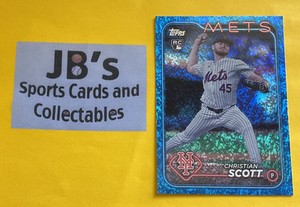 JB's
Sports Cards and
Collectables
Topps
METS
RC
Mets
45
CHRISTIAN
SCOTT
P